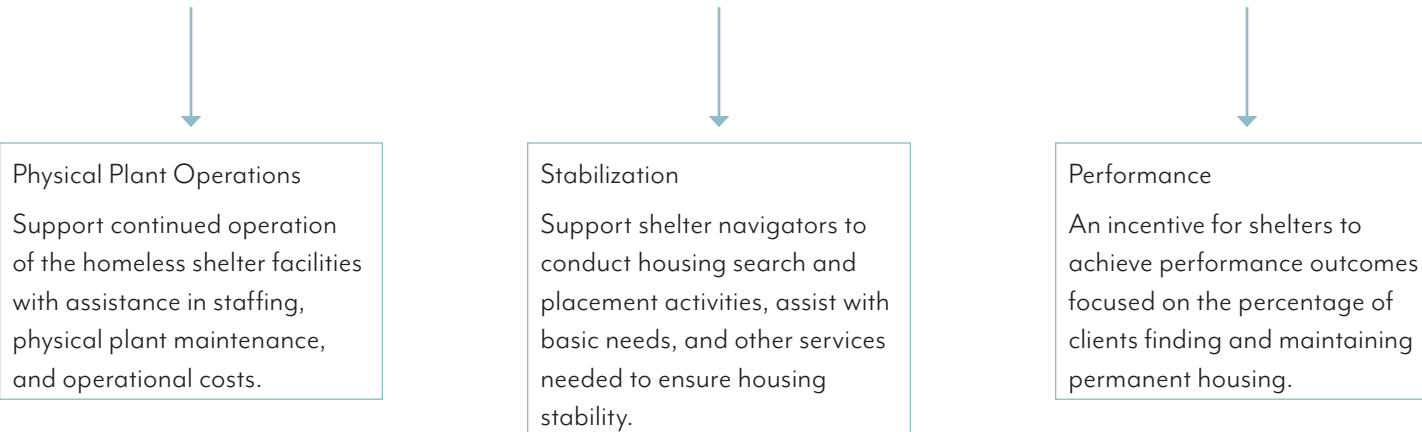 Physical Plant Operations
Support continued operation
of the homeless shelter facilities
with assistance in staffing,
physical plant maintenance,
and operational costs.
Stabilization
Support shelter navigators to
conduct housing search and
placement activities, assist with
basic needs, and other services
needed to ensure housing
stability.
Performance
An incentive for shelters to
achieve performance outcomes
focused on the percentage of
clients finding and maintaining
permanent housing.